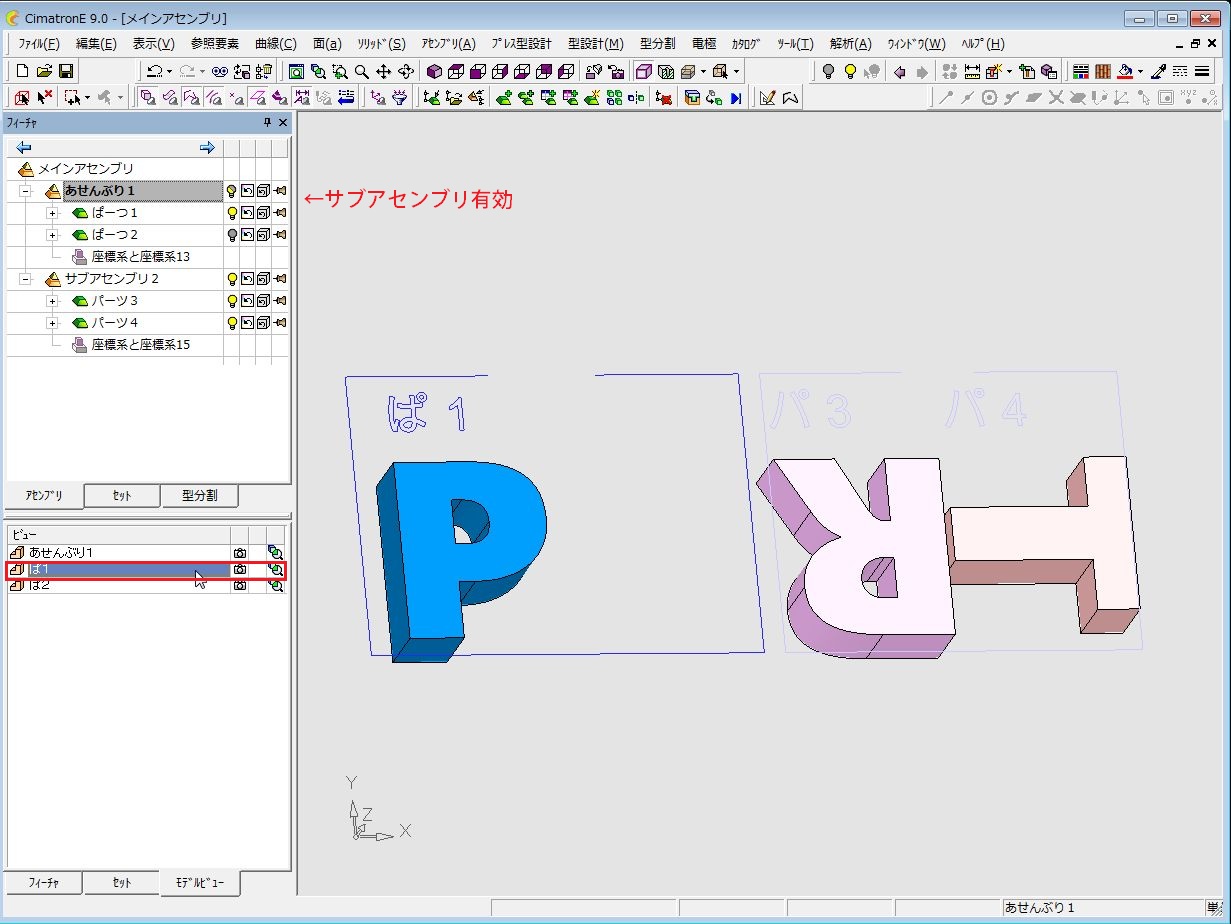 CimatronE 9.0 - [メインアセンブリ]
ﾌｧｲﾙ(F) 編集(E) 表示(V) 参照要素 曲線(C) 面(a) ｿﾘｯﾄﾞ(S) ｱｾﾝﾌﾞﾘ(A) ﾌﾟﾚｽ型設計 型設計(M) 型分割 電極 ｶﾀﾛｸﾞ ﾂｰﾙ(T) 解析(A) ｳｨﾝﾄﾞｳ(W) ﾍﾙﾌﾟ(H)
ﾌｨｰﾁｬ
メインアセンブリ
あせんぶり1
←サブアセンブリ有効
ぱーつ1
ぱーつ2
座標系と座標系13
サブアセンブリ2
パーツ3
パーツ4
座標系と座標系15
ぱ 1
パ 3 パ 4
P
R T
ｱｾﾝﾌﾞﾘ ｾｯﾄ 型分割
ビュー
あせんぶり1
ぱ1
ぱ2
Y
Z
X
ﾌｨｰﾁｬ ｾｯﾄ ﾓﾃﾞﾙﾋﾞｭｰ
あせんぶり1